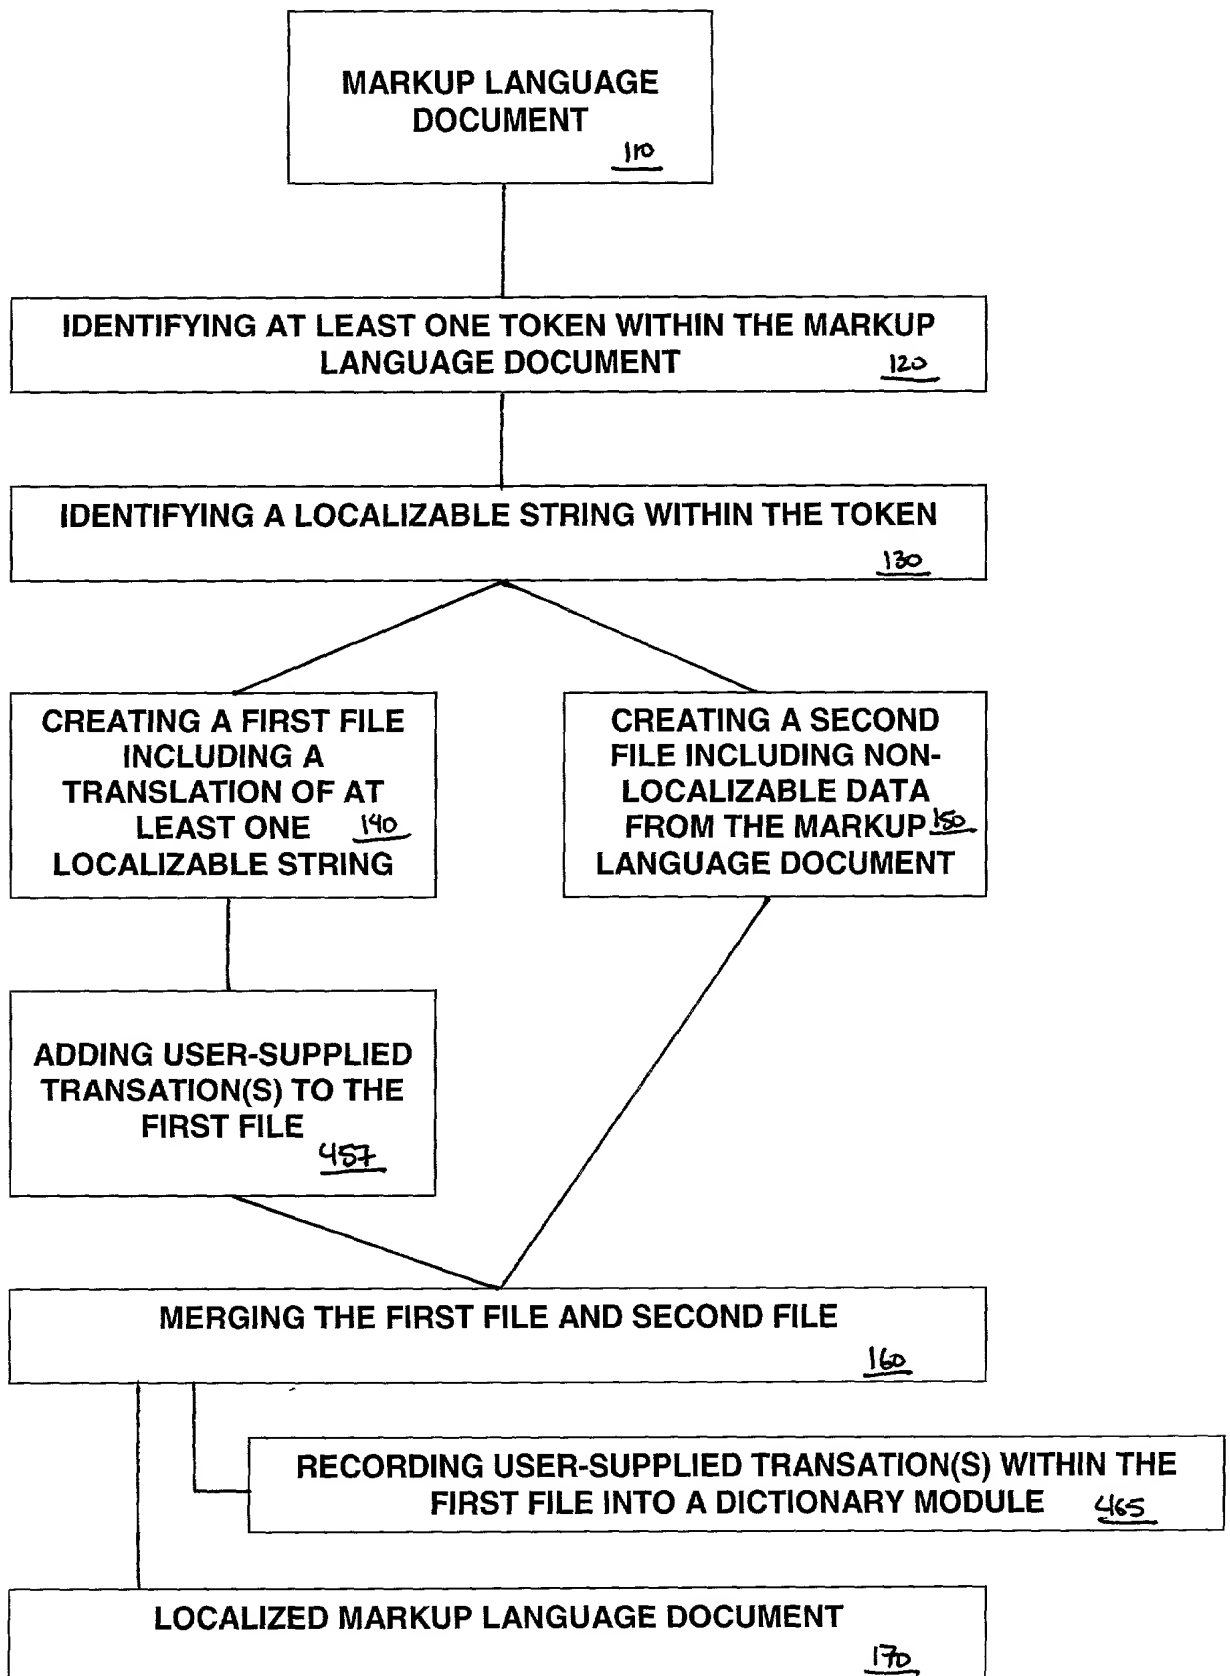 MARKUP LANGUAGE
DOCUMENT
110
IDENTIFYING AT LEAST ONE TOKEN WITHIN THE MARKUP
LANGUAGE DOCUMENT 120
IDENTIFYING A LOCALIZABLE STRING WITHIN THE TOKEN
130
CREATING A FIRST FILE
INCLUDING A
TRANSLATION OF AT
LEAST ONE 140
LOCALIZABLE STRING
CREATING A SECOND
FILE INCLUDING NON-
LOCALIZABLE DATA
FROM THE MARKUP 150
LANGUAGE DOCUMENT
ADDING USER-SUPPLIED
TRANSATION(S) TO THE
FIRST FILE
457
MERGING THE FIRST FILE AND SECOND FILE
160
RECORDING USER-SUPPLIED TRANSATION(S) WITHIN THE
FIRST FILE INTO A DICTIONARY MODULE 465
LOCALIZED MARKUP LANGUAGE DOCUMENT
170